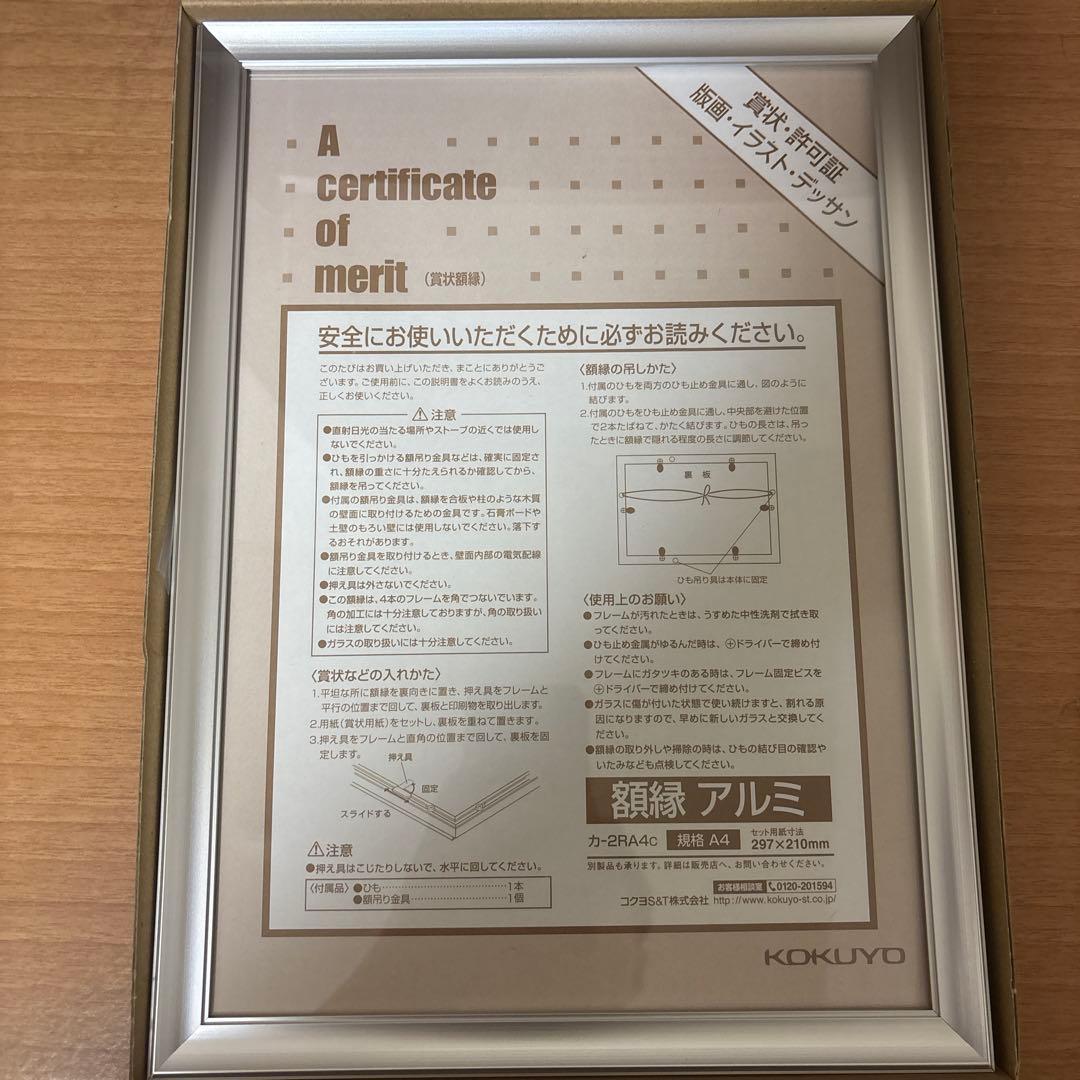 賞状・許可証
版画・イラスト・デッサン
A
certificate
of
merit (賞状額縁)
安全にお使いいただくために必ずお読みください。
このたびはお買い上げいただき、まことにありがとうご
ざいます。ご使用前に、この説明書をよくお読みのうえ、
正しくお使いください。
⚠注意
●直射日光の当たる場所やストーブの近くでは使用し
ないでください。
●ひもを引っかける額吊り金具などは、確実に固定さ
れ、額縁の重さに十分たえられるか確認してから、
額縁を吊ってください。
●付属の額吊り金具は、額縁を合板や柱のような木質
の壁面に取り付けるための金具です。石膏ボードや
土壁のもろい壁には使用しないでください。落下す
るおそれがあります。
●額吊り金具を取り付けるとき、壁面内部の電気配線
に注意してください。
●押え具は外さないでください。
●この額縁は、4本のフレームを角でつないでいます。
角の加工には十分注意しておりますが、角の取り扱い
には注意してください。
●ガラスの取り扱いには十分注意してください。
〈賞状などの入れかた〉
1.平坦な所に額縁を裏向きに置き、押え具をフレームと
平行の位置まで回して、裏板と印刷物を取り出します。
2.用紙(賞状用紙)をセットし、裏板を重ねて置きます。
3.押え具をフレームと直角の位置まで回して、裏板を固
定します。
押え具
固定
スライドする
⚠注意
●押え具はこじたりしないで、水平に回してください。
〈付属品〉●ひも……………………………1本
●額吊り金具……………………1個
〈額縁の吊しかた〉
1.付属のひもを両方のひも止め金具に通し、図のように
結びます。
2.付属のひもをひも止め金具に通し、中央部を避けた位置
で2本たばねて、かたく結びます。ひもの長さは、吊っ
たときに額縁で隠れる程度の長さに調節してください。
裏板
ひも吊り具は本体に固定
〈使用上のお願い〉
●フレームが汚れたときは、うすめた中性洗剤で拭き取
ってください。
●ひも止め金属がゆるんだ時は、⊕ドライバーで締め付
けてください。
●フレームにガタツキのある時は、フレーム固定ビスを
⊕ドライバーで締め付けてください。
●ガラスに傷が付いた状態で使い続けますと、割れる原
因になりますので、早めに新しいガラスと交換してく
ださい。
●額縁の取り外しや掃除の時は、ひもの結び目の確認や
いたみなども点検してください。
額縁 アルミ
カ-2RA4C 規格 A4 セット用紙寸法
297×210mm
別製品も承ります。詳細は販売店へ、お問い合わせください。
お客様相談室 0120-201594
コクヨS&T株式会社 http://www.kokuyo-st.co.jp/
KOKUYO